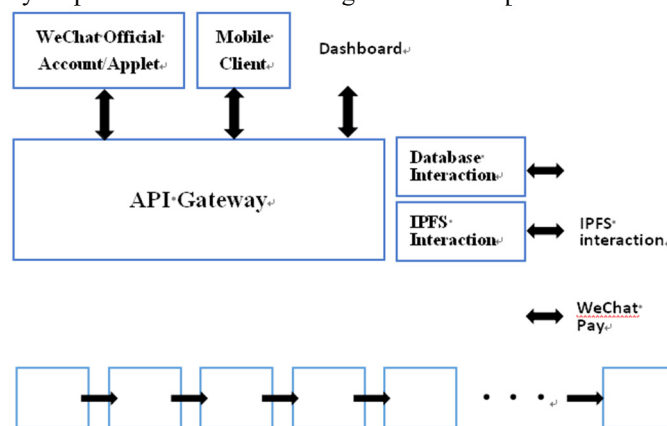 WeChat Official
Account/Applet
Mobile
Client
Dashboard
API Gateway
Database
Interaction
IPFS
Interaction
IPFS
interaction
WeChat
Pay
. . .